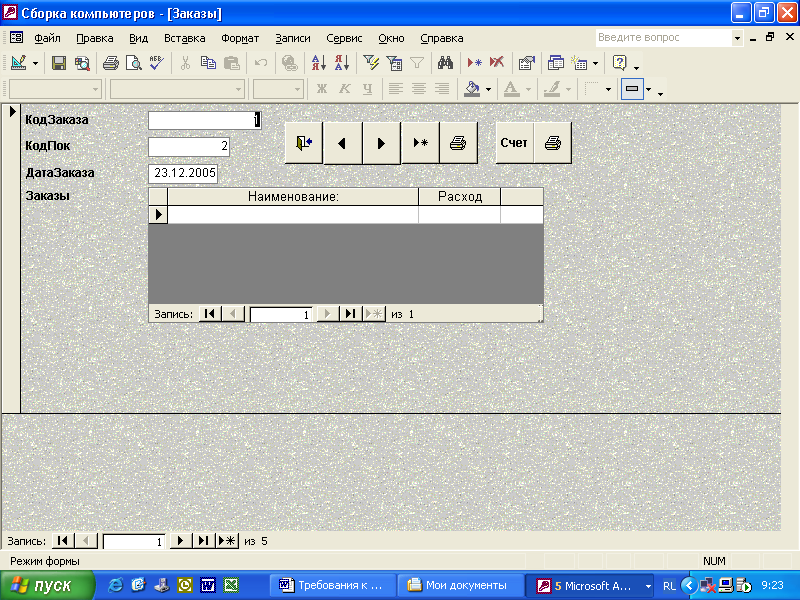 Сборка компьютеров - [Заказы]
Файл Правка Вид Вставка Формат Записи Сервис Окно Справка
Введите вопрос
Ж К Ч
КодЗаказа 1
КодПок 2
Счет
ДатаЗаказа 23.12.2005
Заказы
Наименование: Расход
Запись: 1 из 1
Запись: 1 из 5
Режим формы
NUM
пуск
Требования к ...
Мои документы
5 Microsoft A...
RL
9:23